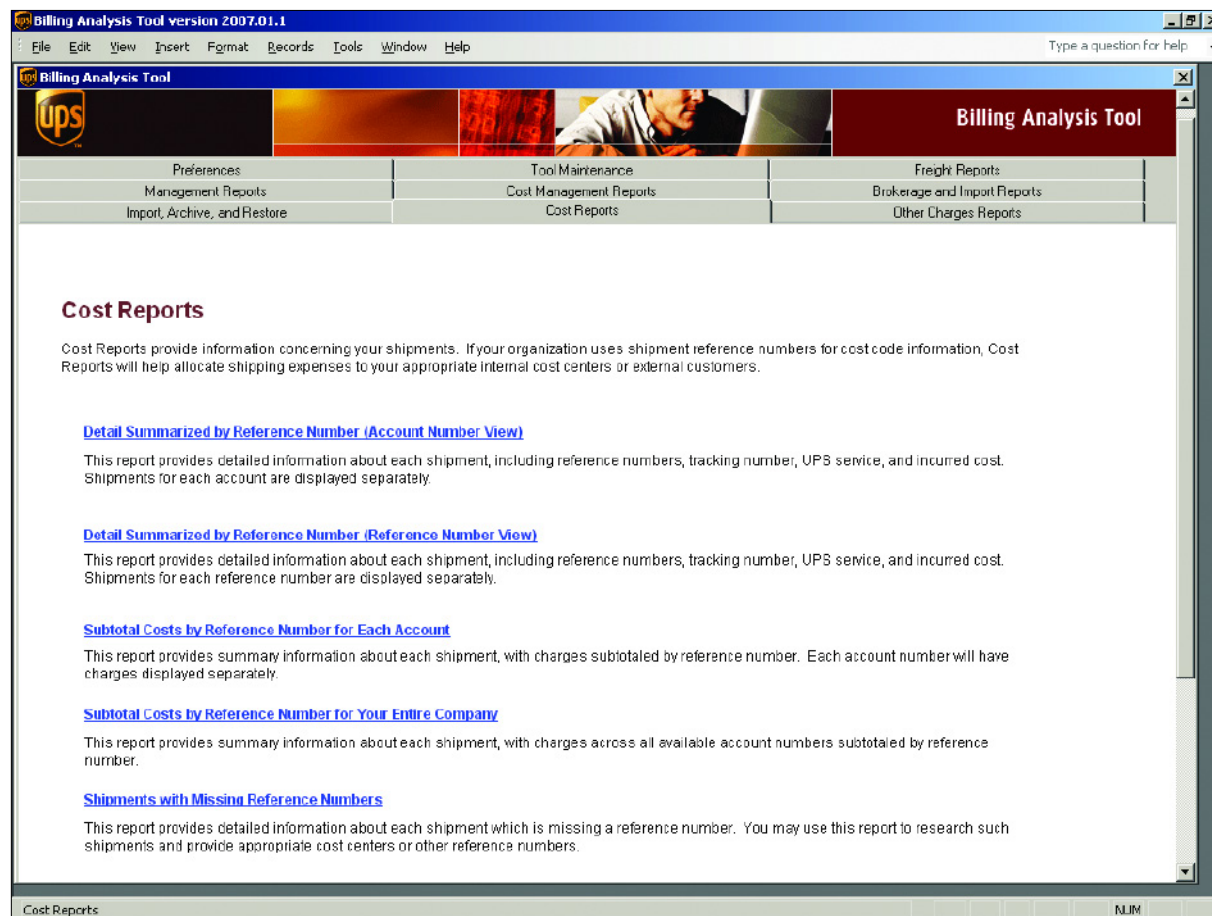 Billing Analysis Tool version 2007.01.1
File Edit View Insert Format Records Tools Window Help Type a question for help
Billing Analysis Tool
ups
Billing Analysis Tool
Preferences Tool Maintenance Freight Reports
Management Reports Cost Management Reports Brokerage and Import Reports
Import, Archive, and Restore Cost Reports Other Charges Reports
Cost Reports
Cost Reports provide information concerning your shipments. If your organization uses shipment reference numbers for cost code information, Cost
Reports will help allocate shipping expenses to your appropriate internal cost centers or external customers.
Detail Summarized by Reference Number (Account Number View)
This report provides detailed information about each shipment, including reference numbers, tracking number, UPS service, and incurred cost.
Shipments for each account are displayed separately.
Detail Summarized by Reference Number (Reference Number View)
This report provides detailed information about each shipment, including reference numbers, tracking number, UPS service, and incurred cost.
Shipments for each reference number are displayed separately.
Subtotal Costs by Reference Number for Each Account
This report provides summary information about each shipment, with charges subtotaled by reference number. Each account number will have
charges displayed separately.
Subtotal Costs by Reference Number for Your Entire Company
This report provides summary information about each shipment, with charges across all available account numbers subtotaled by reference
number.
Shipments with Missing Reference Numbers
This report provides detailed information about each shipment which is missing a reference number. You may use this report to research such
shipments and provide appropriate cost centers or other reference numbers.
Cost Reports NUM